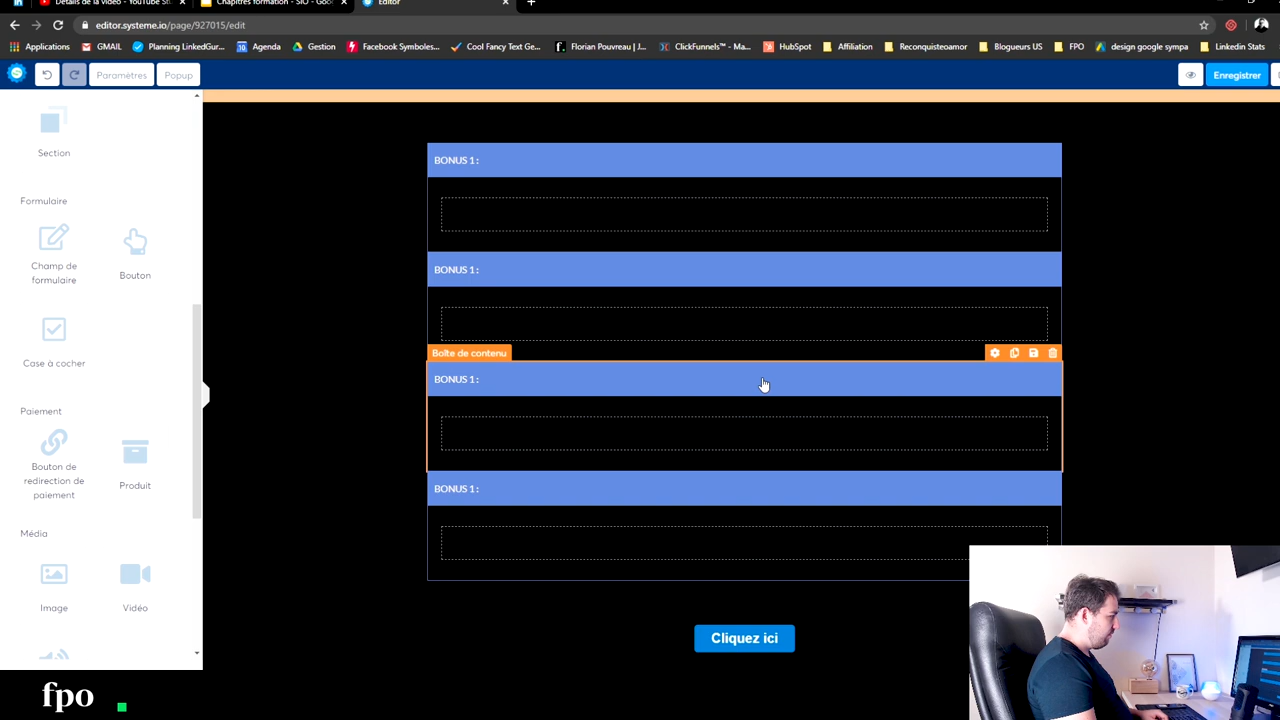 Détails de la vidéo - YouTube St
Chapitres formation - SIO - Goo
Editor
editor.systeme.io/page/927015/edit
Applications GMAIL Planning LinkedGur... Agenda Gestion Facebook Symboles... Cool Fancy Text Ge... Florian Pouvreau | J... ClickFunnels™ - Ma... HubSpot Affiliation Reconquisteoamor Blogueurs US FPO design google sympa Linkedin Stats
Paramètres Popup Enregistrer
Section
Formulaire
Champ de
formulaire
Bouton
Case à cocher
Paiement
Bouton de
redirection de
paiement
Produit
Média
Image
Vidéo
BONUS 1 :
BONUS 1 :
Boîte de contenu
BONUS 1 :
BONUS 1 :
Cliquez ici
fpo